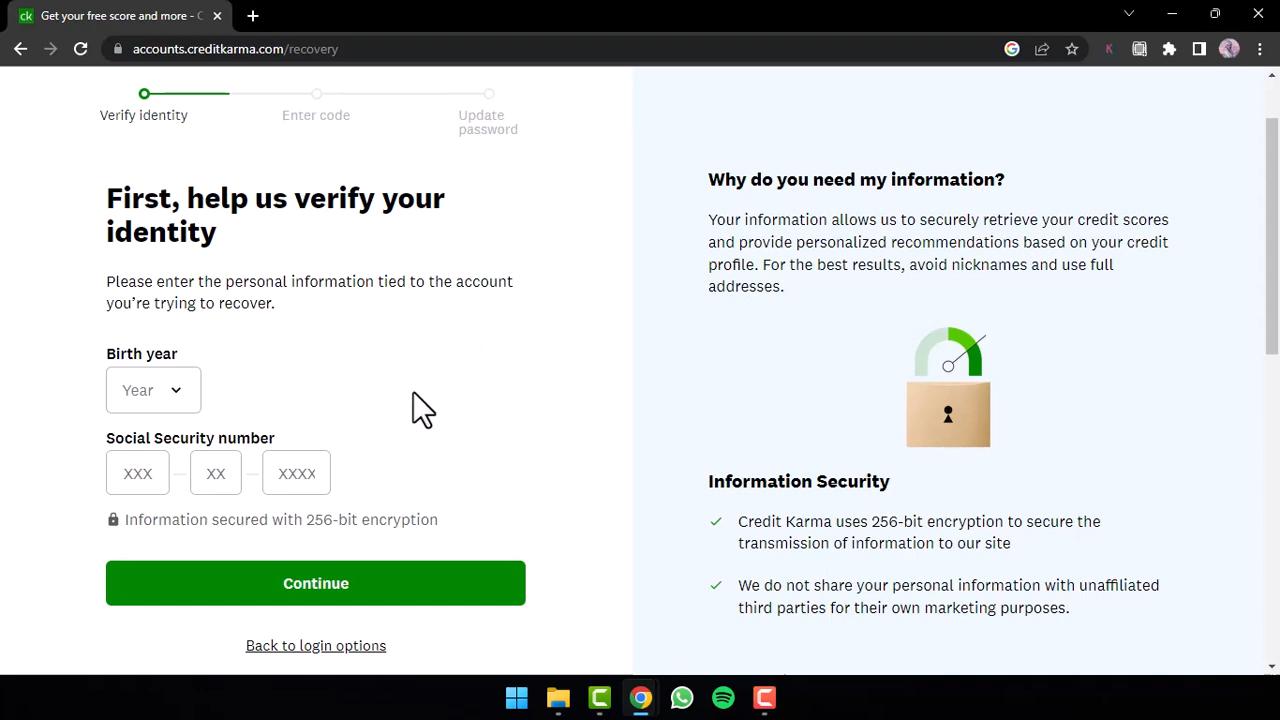 Get your free score and more - C
accounts.creditkarma.com/recovery
Verify identity
Enter code
Update
password
First, help us verify your
identity
Please enter the personal information tied to the account
you’re trying to recover.
Birth year
Year
Social Security number
XXX
XX
XXXX
Information secured with 256-bit encryption
Continue
Back to login options
Why do you need my information?
Your information allows us to securely retrieve your credit scores
and provide personalized recommendations based on your credit
profile. For the best results, avoid nicknames and use full
addresses.
Information Security
Credit Karma uses 256-bit encryption to secure the
transmission of information to our site
We do not share your personal information with unaffiliated
third parties for their own marketing purposes.